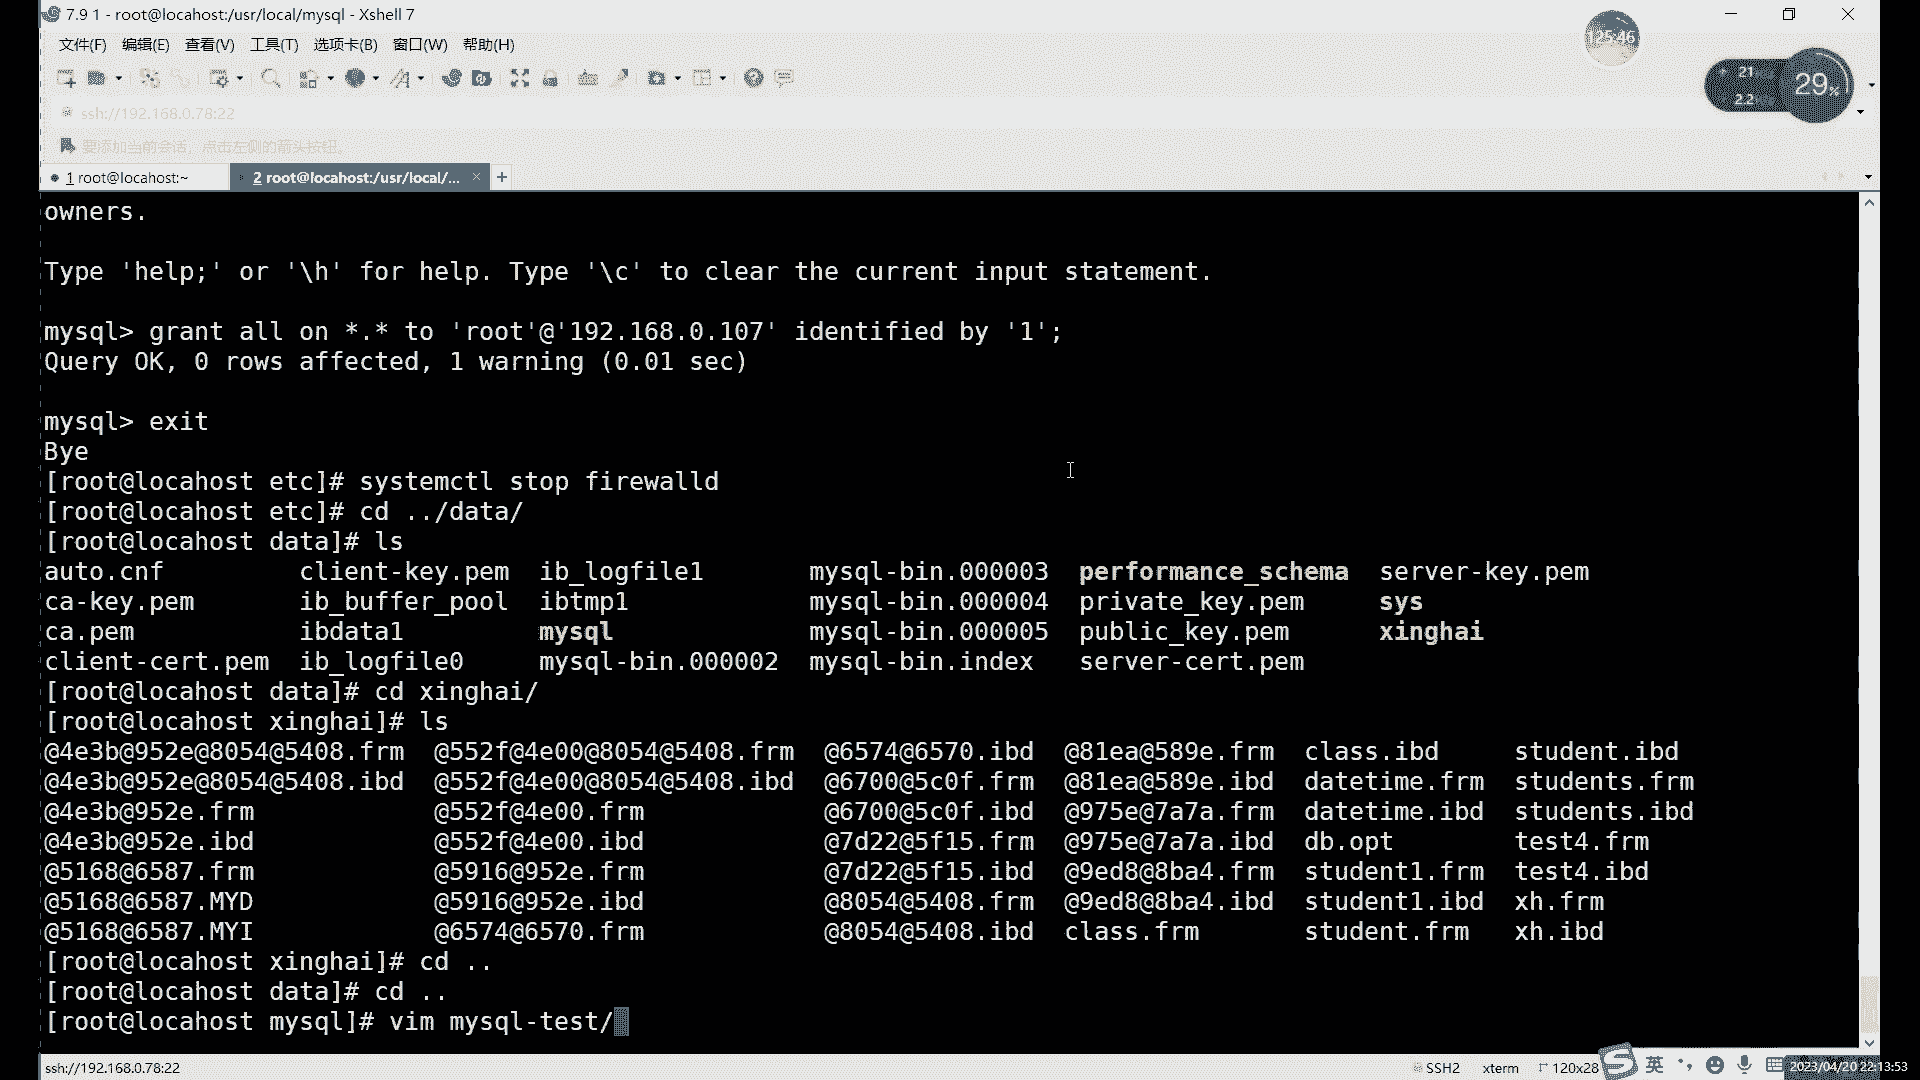 7.9 1 - root@locahost:/usr/local/mysql - Xshell 7
文件(F) 编辑(E) 查看(V) 工具(T) 选项卡(B) 窗口(W) 帮助(H)
125:46
21
29%
2.2
ssh://192.168.0.78:22
要添加当前会话，点击左侧的箭头按钮。
1 root@locahost:~
2 root@locahost:/usr/local/...
owners.
Type 'help;' or '\h' for help. Type '\c' to clear the current input statement.
mysql> grant all on *.* to 'root'@'192.168.0.107' identified by '1';
Query OK, 0 rows affected, 1 warning (0.01 sec)
mysql> exit
Bye
[root@locahost etc]# systemctl stop firewalld
[root@locahost etc]# cd ../data/
[root@locahost data]# ls
auto.cnf client-key.pem ib_logfile1 mysql-bin.000003 performance_schema server-key.pem
ca-key.pem ib_buffer_pool ibtmp1 mysql-bin.000004 private_key.pem sys
ca.pem ibdata1 mysql mysql-bin.000005 public_key.pem xinghai
client-cert.pem ib_logfile0 mysql-bin.000002 mysql-bin.index server-cert.pem
[root@locahost data]# cd xinghai/
[root@locahost xinghai]# ls
@4e3b@952e@8054@5408.frm @552f@4e00@8054@5408.frm @6574@6570.ibd @81ea@589e.frm class.ibd student.ibd
@4e3b@952e@8054@5408.ibd @552f@4e00@8054@5408.ibd @6700@5c0f.frm @81ea@589e.ibd datetime.frm students.frm
@4e3b@952e.frm @552f@4e00.frm @6700@5c0f.ibd @975e@7a7a.frm datetime.ibd students.ibd
@4e3b@952e.ibd @552f@4e00.ibd @7d22@5f15.frm @975e@7a7a.ibd db.opt test4.frm
@5168@6587.frm @5916@952e.frm @7d22@5f15.ibd @9ed8@8ba4.frm student1.frm test4.ibd
@5168@6587.MYD @5916@952e.ibd @8054@5408.frm @9ed8@8ba4.ibd student1.ibd xh.frm
@5168@6587.MYI @6574@6570.frm @8054@5408.ibd class.frm student.frm xh.ibd
[root@locahost xinghai]# cd ..
[root@locahost data]# cd ..
[root@locahost mysql]# vim mysql-test/
ssh://192.168.0.78:22 SSH2 xterm 120x28 英 2023/04/20 22:13:53